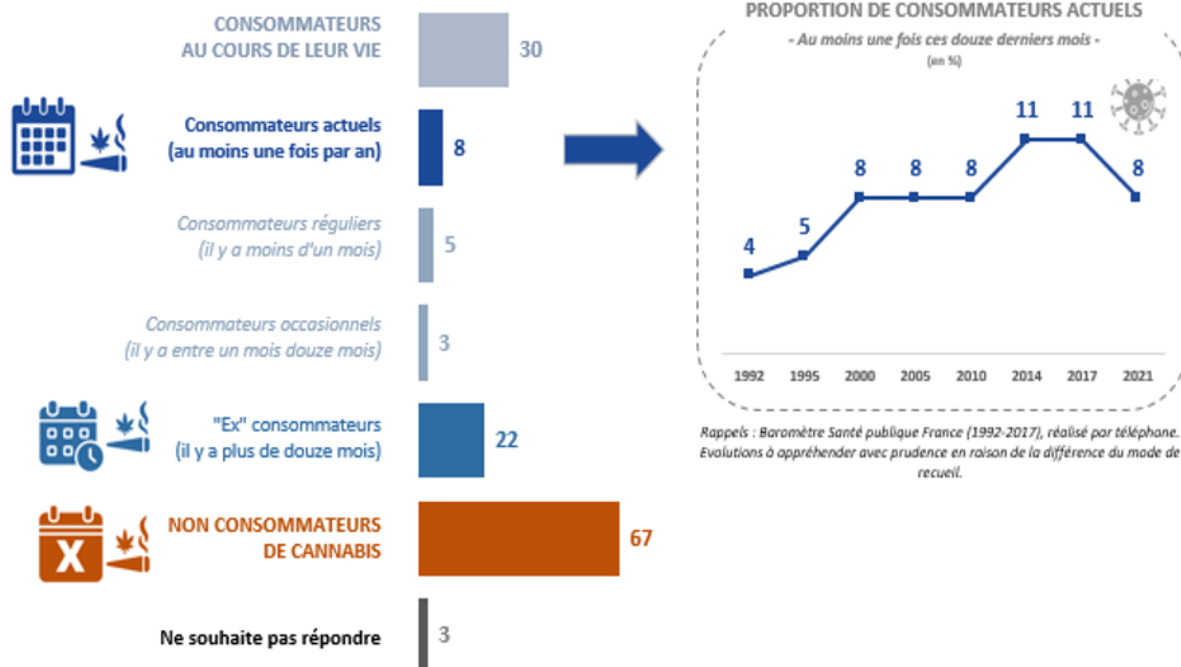 CONSOMMATEURS
AU COURS DE LEUR VIE
30
Consommateurs actuels
(au moins une fois par an)
8
Consommateurs réguliers
(il y a moins d'un mois)
5
Consommateurs occasionnels
(il y a entre un mois douze mois)
3
"Ex" consommateurs
(il y a plus de douze mois)
22
X
NON CONSOMMATEURS
DE CANNABIS
67
Ne souhaite pas répondre
3
PROPORTION DE CONSOMMATEURS ACTUELS
- Au moins une fois ces douze derniers mois -
(en %)
4
5
8
8
8
11
11
8
1992 1995 2000 2005 2010 2014 2017 2021
Rappels : Baromètre Santé publique France (1992-2017), réalisé par téléphone.
Evolutions à appréhender avec prudence en raison de la différence du mode de
recueil.